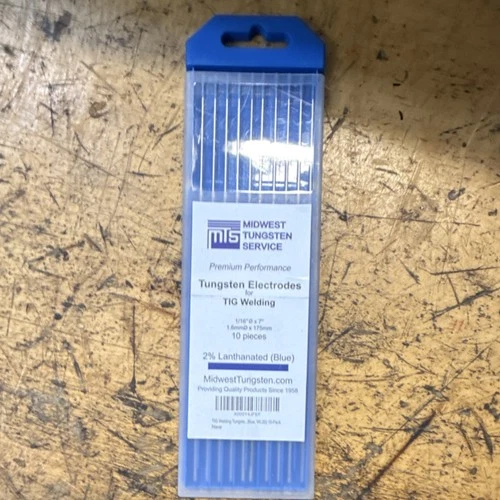 mTs
MIDWEST
TUNGSTEN
SERVICE
Premium Performance
Tungsten Electrodes
for
TIG Welding
1/16" Ø x 7"
1.6mmØ x 175mm
10 pieces
2% Lanthanated (Blue)
MidwestTungsten.com
Providing Quality Products Since 1958